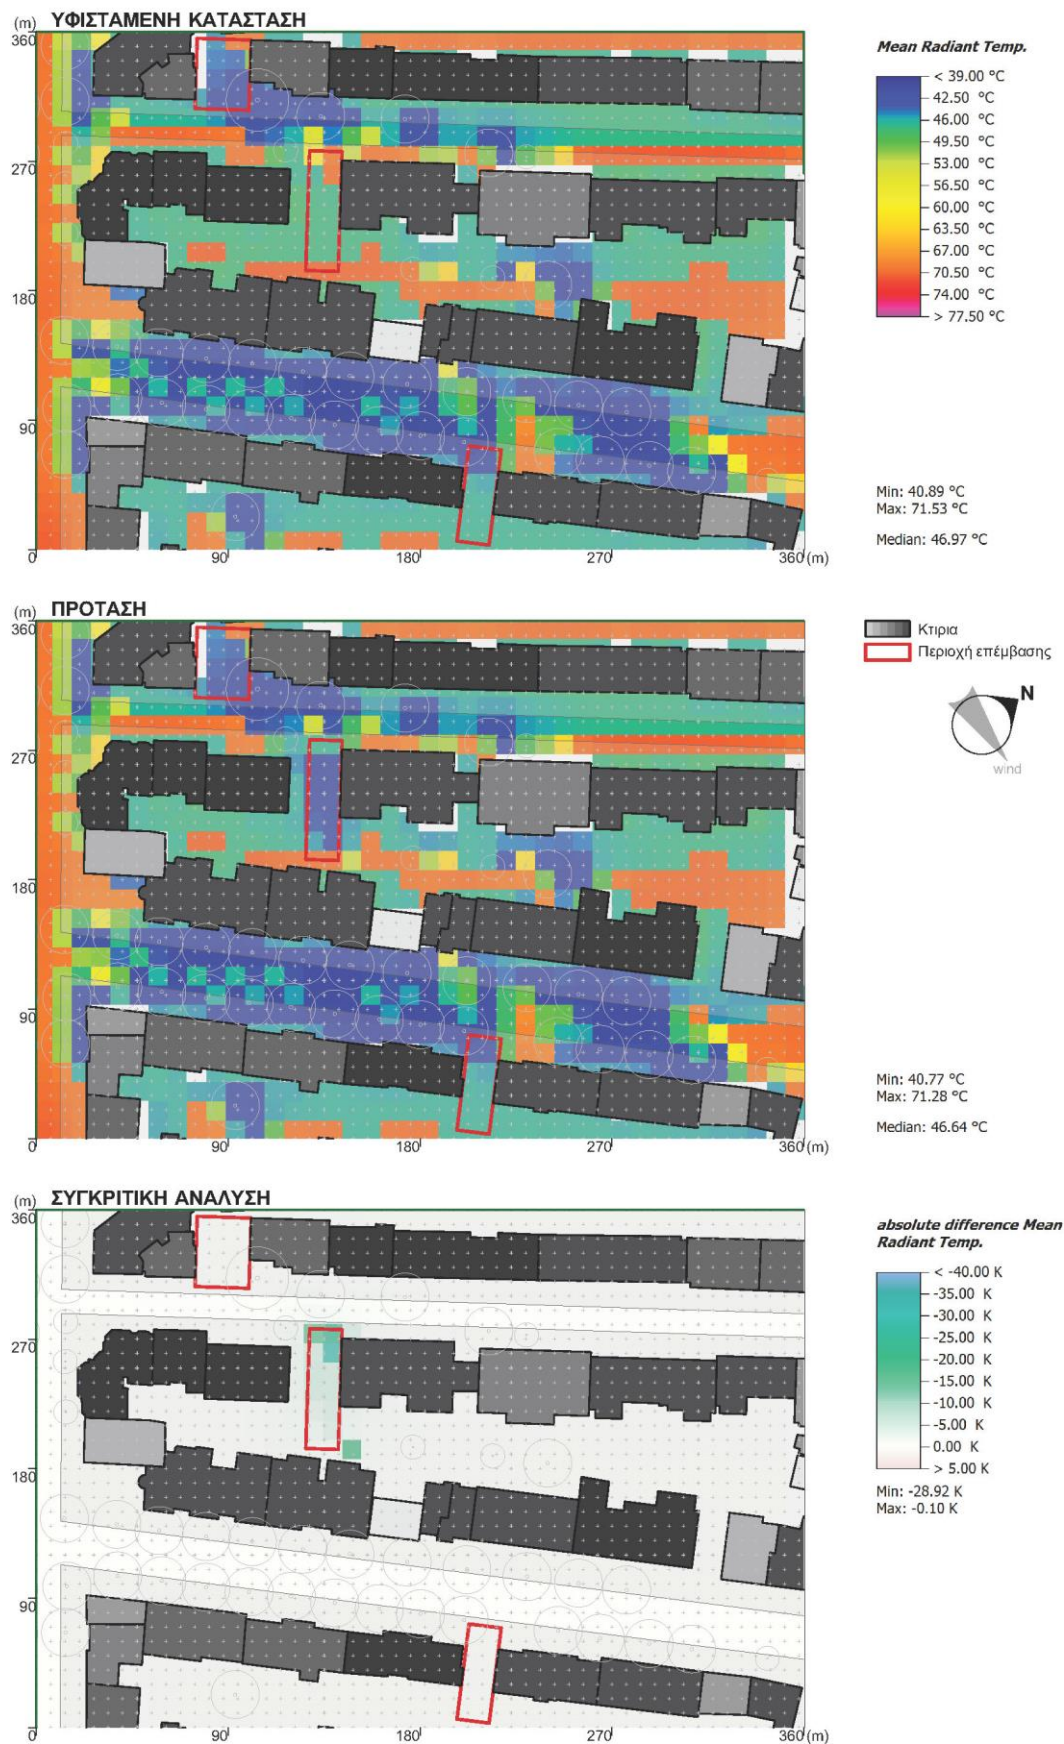 (m) ΥΦΙΣΤΑΜΕΝΗ ΚΑΤΑΣΤΑΣΗ
360
270
180
90
0 90 180 270 360 (m)
Mean Radiant Temp.
< 39.00 °C
42.50 °C
46.00 °C
49.50 °C
53.00 °C
56.50 °C
60.00 °C
63.50 °C
67.00 °C
70.50 °C
74.00 °C
> 77.50 °C
Min: 40.89 °C
Max: 71.53 °C
Median: 46.97 °C
(m) ΠΡΟΤΑΣΗ
360
270
180
90
0 90 180 270 360 (m)
Κτιρια
Περιοχή επέμβασης
N
wind
Min: 40.77 °C
Max: 71.28 °C
Median: 46.64 °C
(m) ΣΥΓΚΡΙΤΙΚΗ ΑΝΑΛΥΣΗ
360
270
180
90
0 90 180 270 360 (m)
absolute difference Mean
Radiant Temp.
< -40.00 K
-35.00 K
-30.00 K
-25.00 K
-20.00 K
-15.00 K
-10.00 K
-5.00 K
0.00 K
> 5.00 K
Min: -28.92 K
Max: -0.10 K